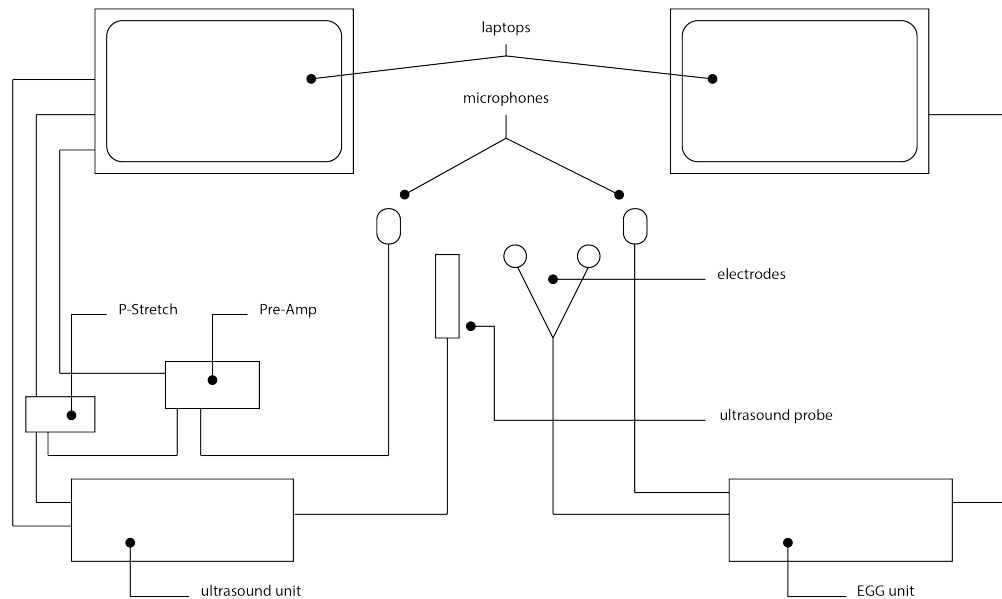 laptops
microphones
electrodes
P-Stretch
Pre-Amp
ultrasound probe
ultrasound unit
EGG unit